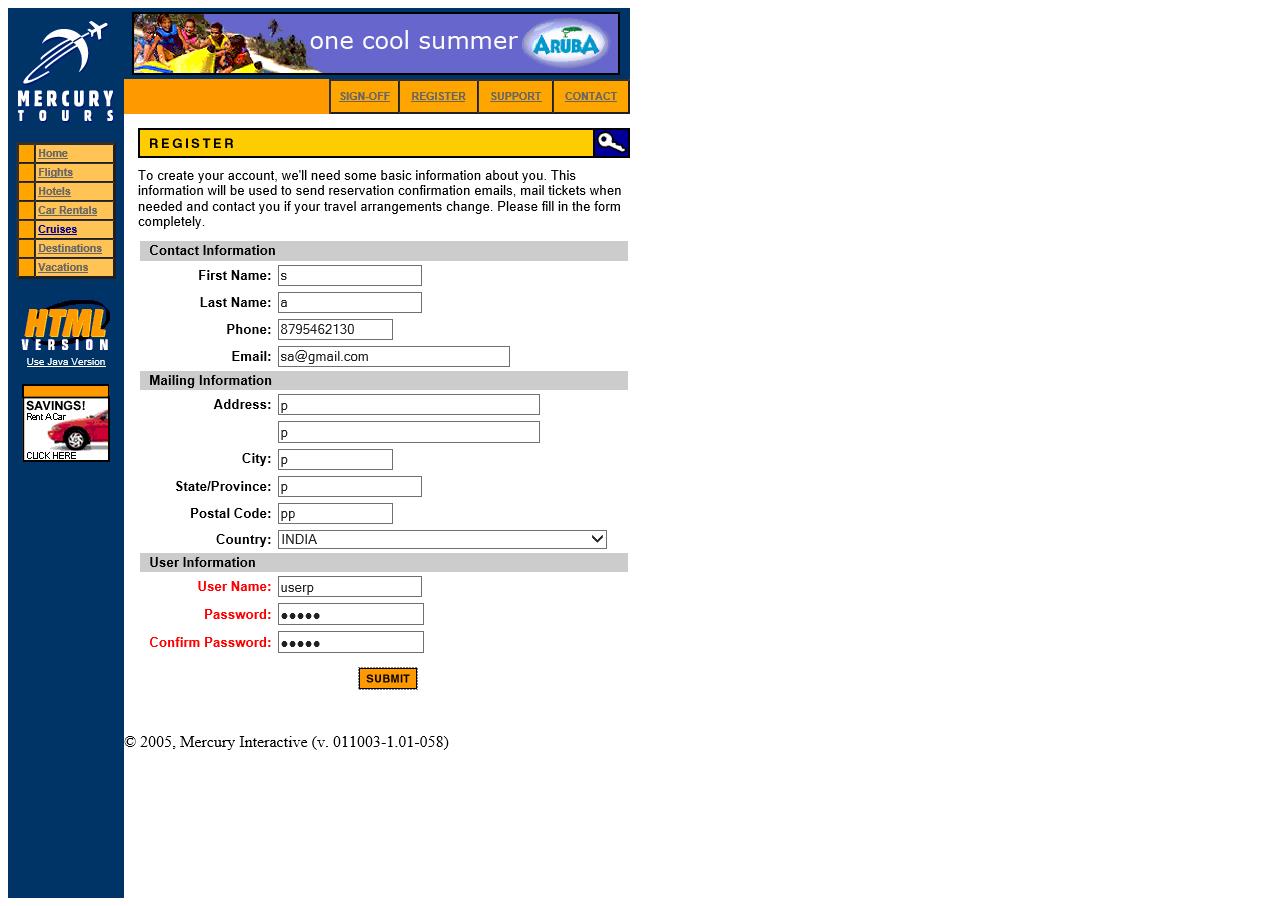 MERCURY
TOURS
one cool summer ARUBA
SIGN-OFF REGISTER SUPPORT CONTACT
Home
Flights
Hotels
Car Rentals
Cruises
Destinations
Vacations
HTML
VERSION
Use Java Version
SAVINGS!
Rent A Car
CLICK HERE
REGISTER
To create your account, we'll need some basic information about you. This
information will be used to send reservation confirmation emails, mail tickets when
needed and contact you if your travel arrangements change. Please fill in the form
completely.
Contact Information
First Name: s
Last Name: a
Phone: 8795462130
Email: sa@gmail.com
Mailing Information
Address: p
p
City: p
State/Province: p
Postal Code: pp
Country: INDIA
User Information
User Name: userp
Password: ●●●●●
Confirm Password: ●●●●●
SUBMIT
© 2005, Mercury Interactive (v. 011003-1.01-058)